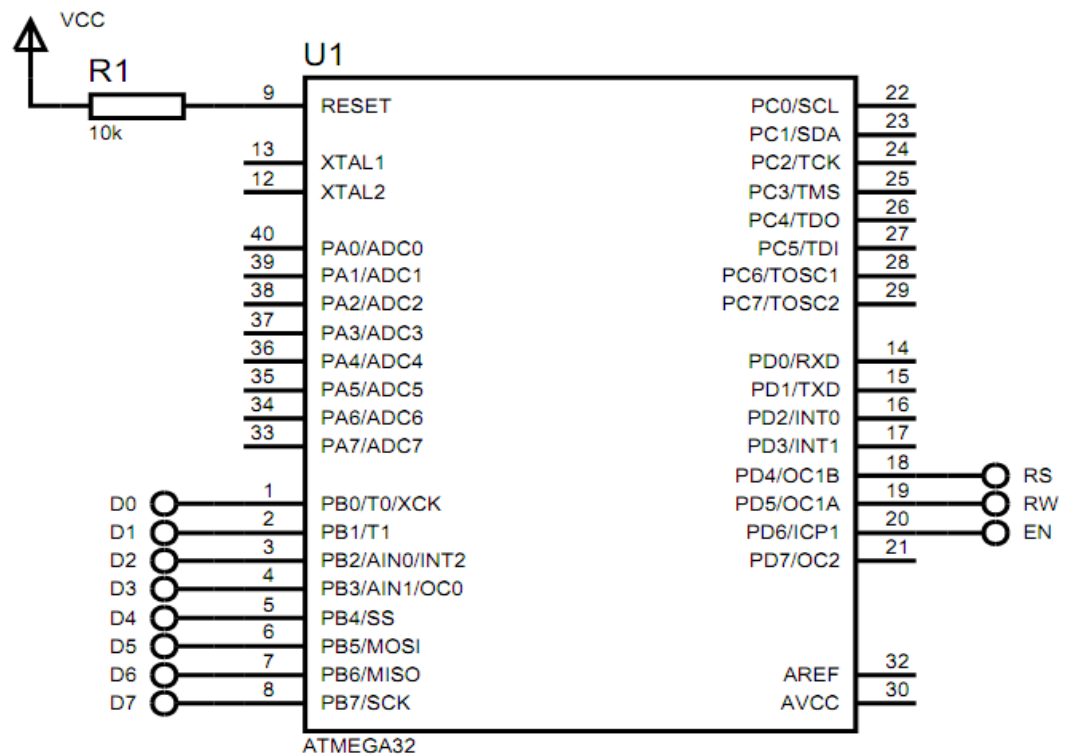 VCC
U1
R1
10k
9 RESET PC0/SCL 22
PC1/SDA 23
13 XTAL1 PC2/TCK 24
12 XTAL2 PC3/TMS 25
PC4/TDO 26
40 PA0/ADC0 PC5/TDI 27
39 PA1/ADC1 PC6/TOSC1 28
38 PA2/ADC2 PC7/TOSC2 29
37 PA3/ADC3
36 PA4/ADC4 PD0/RXD 14
35 PA5/ADC5 PD1/TXD 15
34 PA6/ADC6 PD2/INT0 16
33 PA7/ADC7 PD3/INT1 17
PD4/OC1B 18 RS
D0 1 PB0/T0/XCK PD5/OC1A 19 RW
D1 2 PB1/T1 PD6/ICP1 20 EN
D2 3 PB2/AIN0/INT2 PD7/OC2 21
D3 4 PB3/AIN1/OC0
D4 5 PB4/SS
D5 6 PB5/MOSI
D6 7 PB6/MISO AREF 32
D7 8 PB7/SCK AVCC 30
ATMEGA32